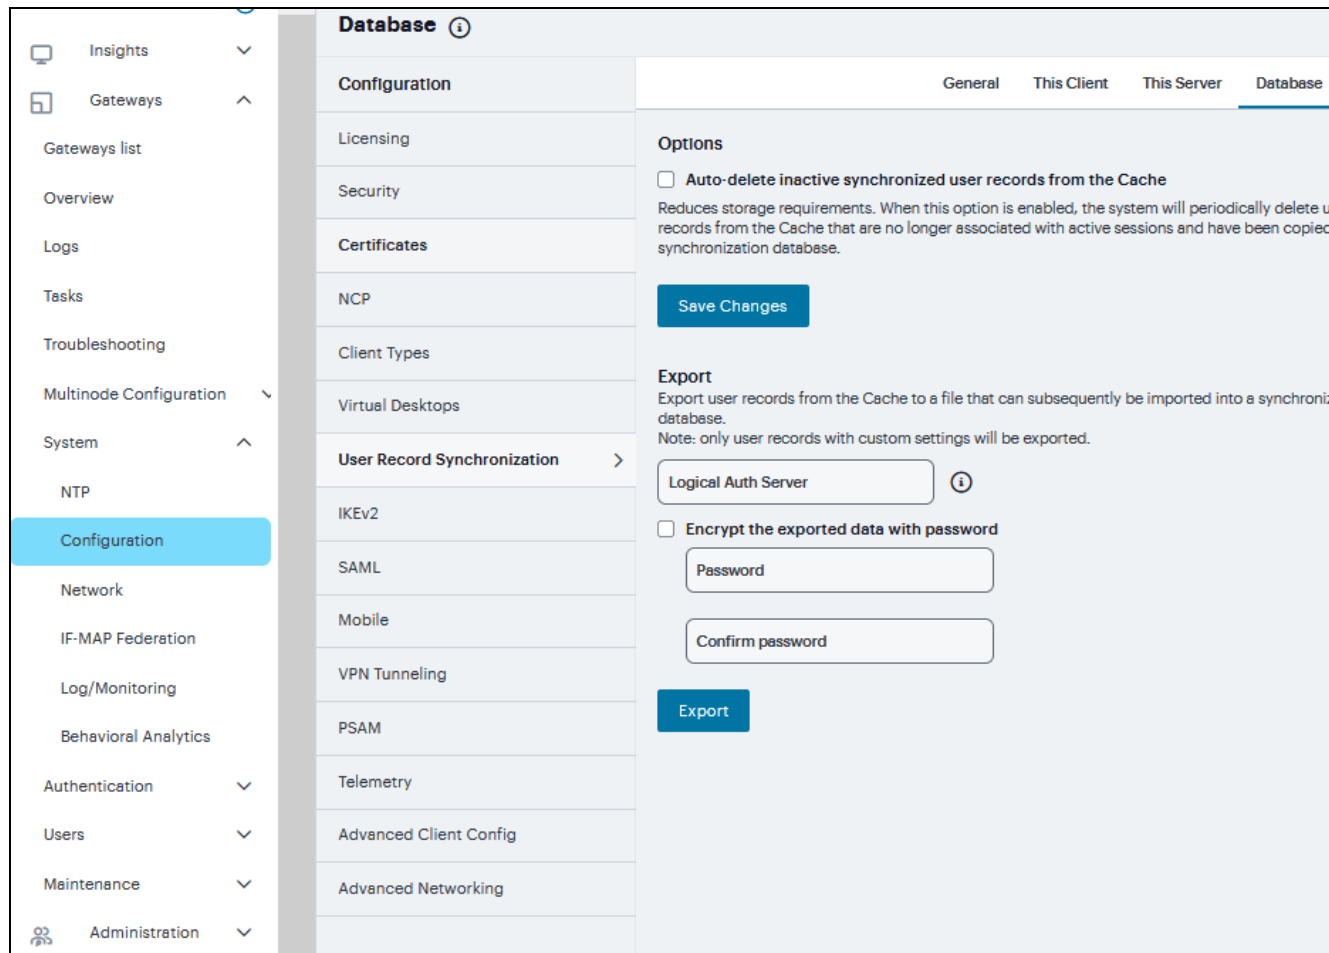 Insights
Gateways
Gateways list
Overview
Logs
Tasks
Troubleshooting
Multinode Configuration
System
NTP
Configuration
Network
IF-MAP Federation
Log/Monitoring
Behavioral Analytics
Authentication
Users
Maintenance
Administration
Database
Configuration
Licensing
Security
Certificates
NCP
Client Types
Virtual Desktops
User Record Synchronization
IKEv2
SAML
Mobile
VPN Tunneling
PSAM
Telemetry
Advanced Client Config
Advanced Networking
General This Client This Server Database
Options
Auto-delete inactive synchronized user records from the Cache
Reduces storage requirements. When this option is enabled, the system will periodically delete u
records from the Cache that are no longer associated with active sessions and have been copied
synchronization database.
Save Changes
Export
Export user records from the Cache to a file that can subsequently be imported into a synchroniz
database.
Note: only user records with custom settings will be exported.
Logical Auth Server
Encrypt the exported data with password
Password
Confirm password
Export